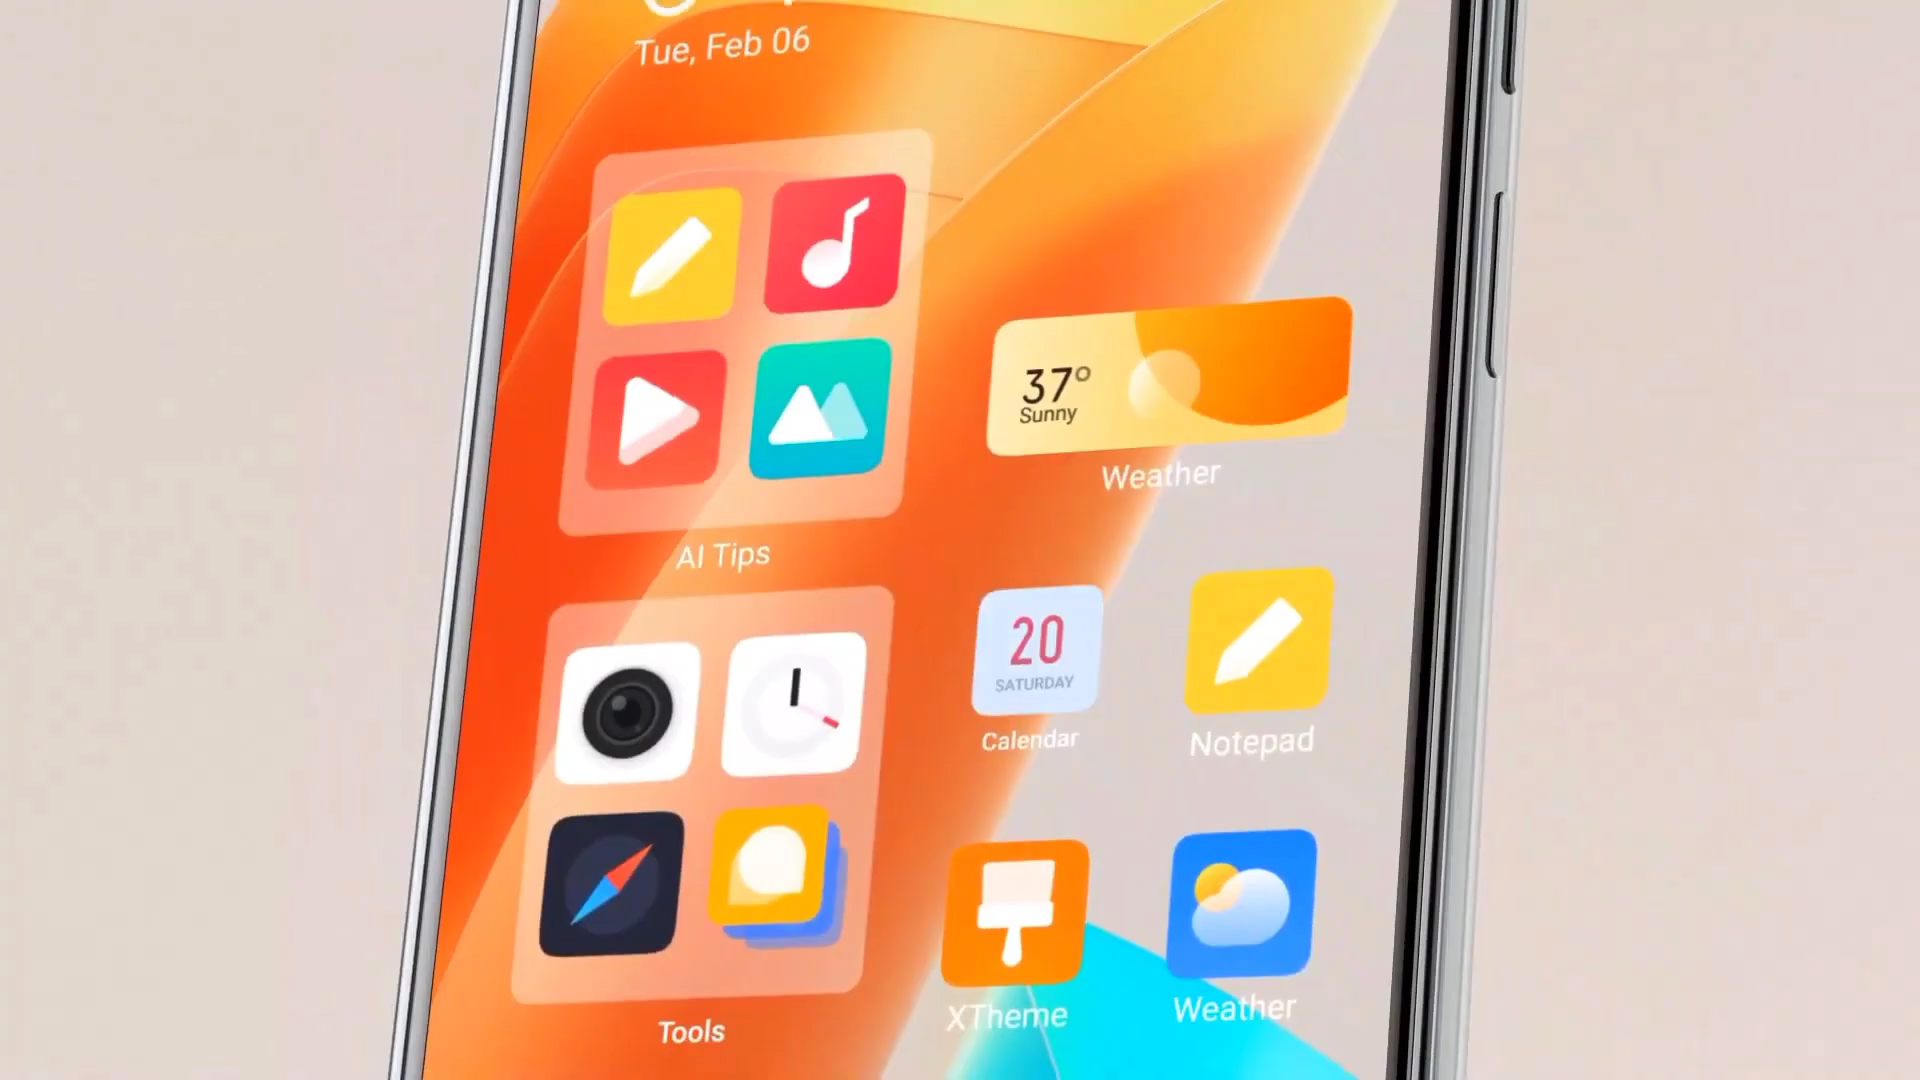 Tue, Feb 06
37°
Sunny
Weather
AI Tips
20
SATURDAY
Calendar
Notepad
XTheme
Weather
Tools